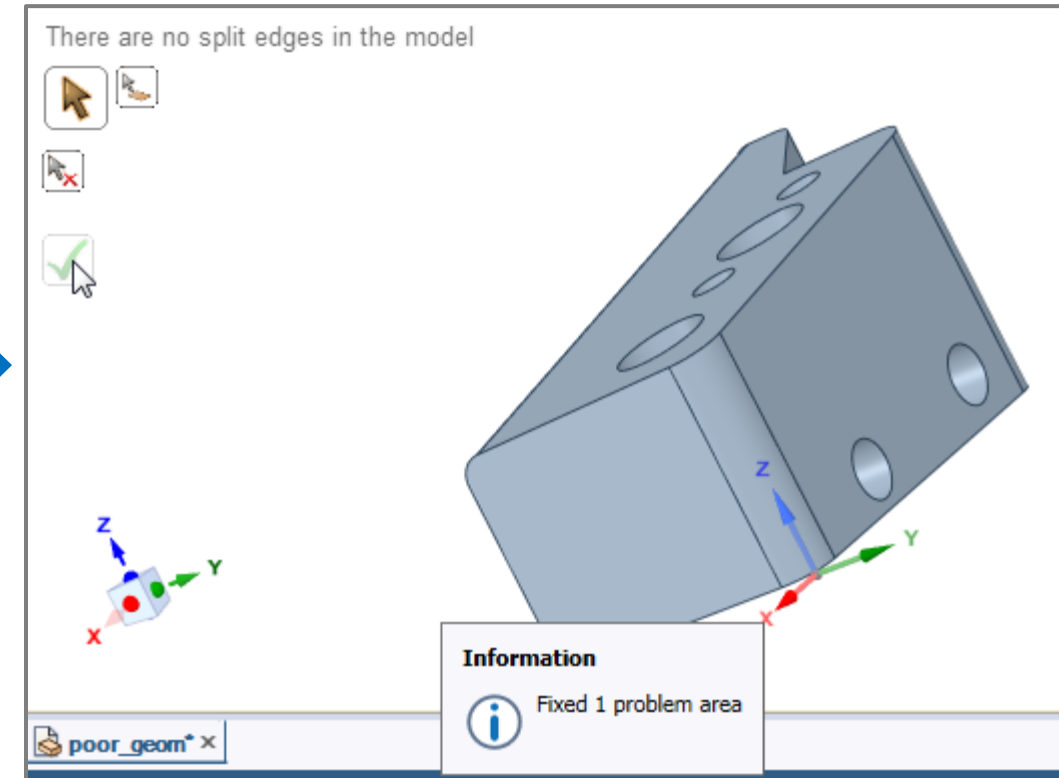 There are no split edges in the model
Z
Y
X
Z
Y
X
Information
Fixed 1 problem area
poor_geom* ×